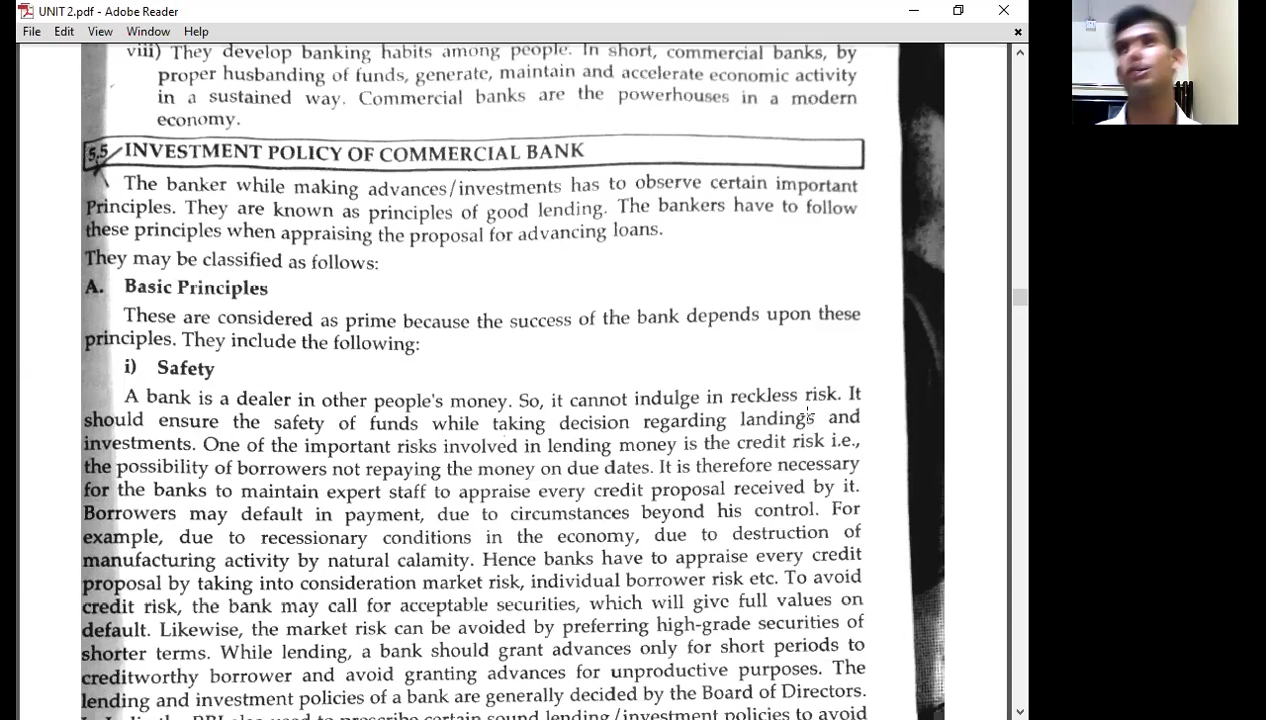 UNIT 2.pdf - Adobe Reader
File Edit View Window Help
viii) They develop banking habits among people. In short, commercial banks, by
proper husbanding of funds, generate, maintain and accelerate economic activity
in a sustained way. Commercial banks are the powerhouses in a modern
economy.
5.5 INVESTMENT POLICY OF COMMERCIAL BANK
The banker while making advances/investments has to observe certain important
Principles. They are known as principles of good lending. The bankers have to follow
these principles when appraising the proposal for advancing loans.
They may be classified as follows:
A. Basic Principles
These are considered as prime because the success of the bank depends upon these
principles. They include the following:
i) Safety
A bank is a dealer in other people's money. So, it cannot indulge in reckless risk. It
should ensure the safety of funds while taking decision regarding landings and
investments. One of the important risks involved in lending money is the credit risk i.e.,
the possibility of borrowers not repaying the money on due dates. It is therefore necessary
for the banks to maintain expert staff to appraise every credit proposal received by it.
Borrowers may default in payment, due to circumstances beyond his control. For
example, due to recessionary conditions in the economy, due to destruction of
manufacturing activity by natural calamity. Hence banks have to appraise every credit
proposal by taking into consideration market risk, individual borrower risk etc. To avoid
credit risk, the bank may call for acceptable securities, which will give full values on
default. Likewise, the market risk can be avoided by preferring high-grade securities of
shorter terms. While lending, a bank should grant advances only for short periods to
creditworthy borrower and avoid granting advances for unproductive purposes. The
lending and investment policies of a bank are generally decided by the Board of Directors.
In India the RBI also used to prescribe certain sound lending/investment policies to avoid